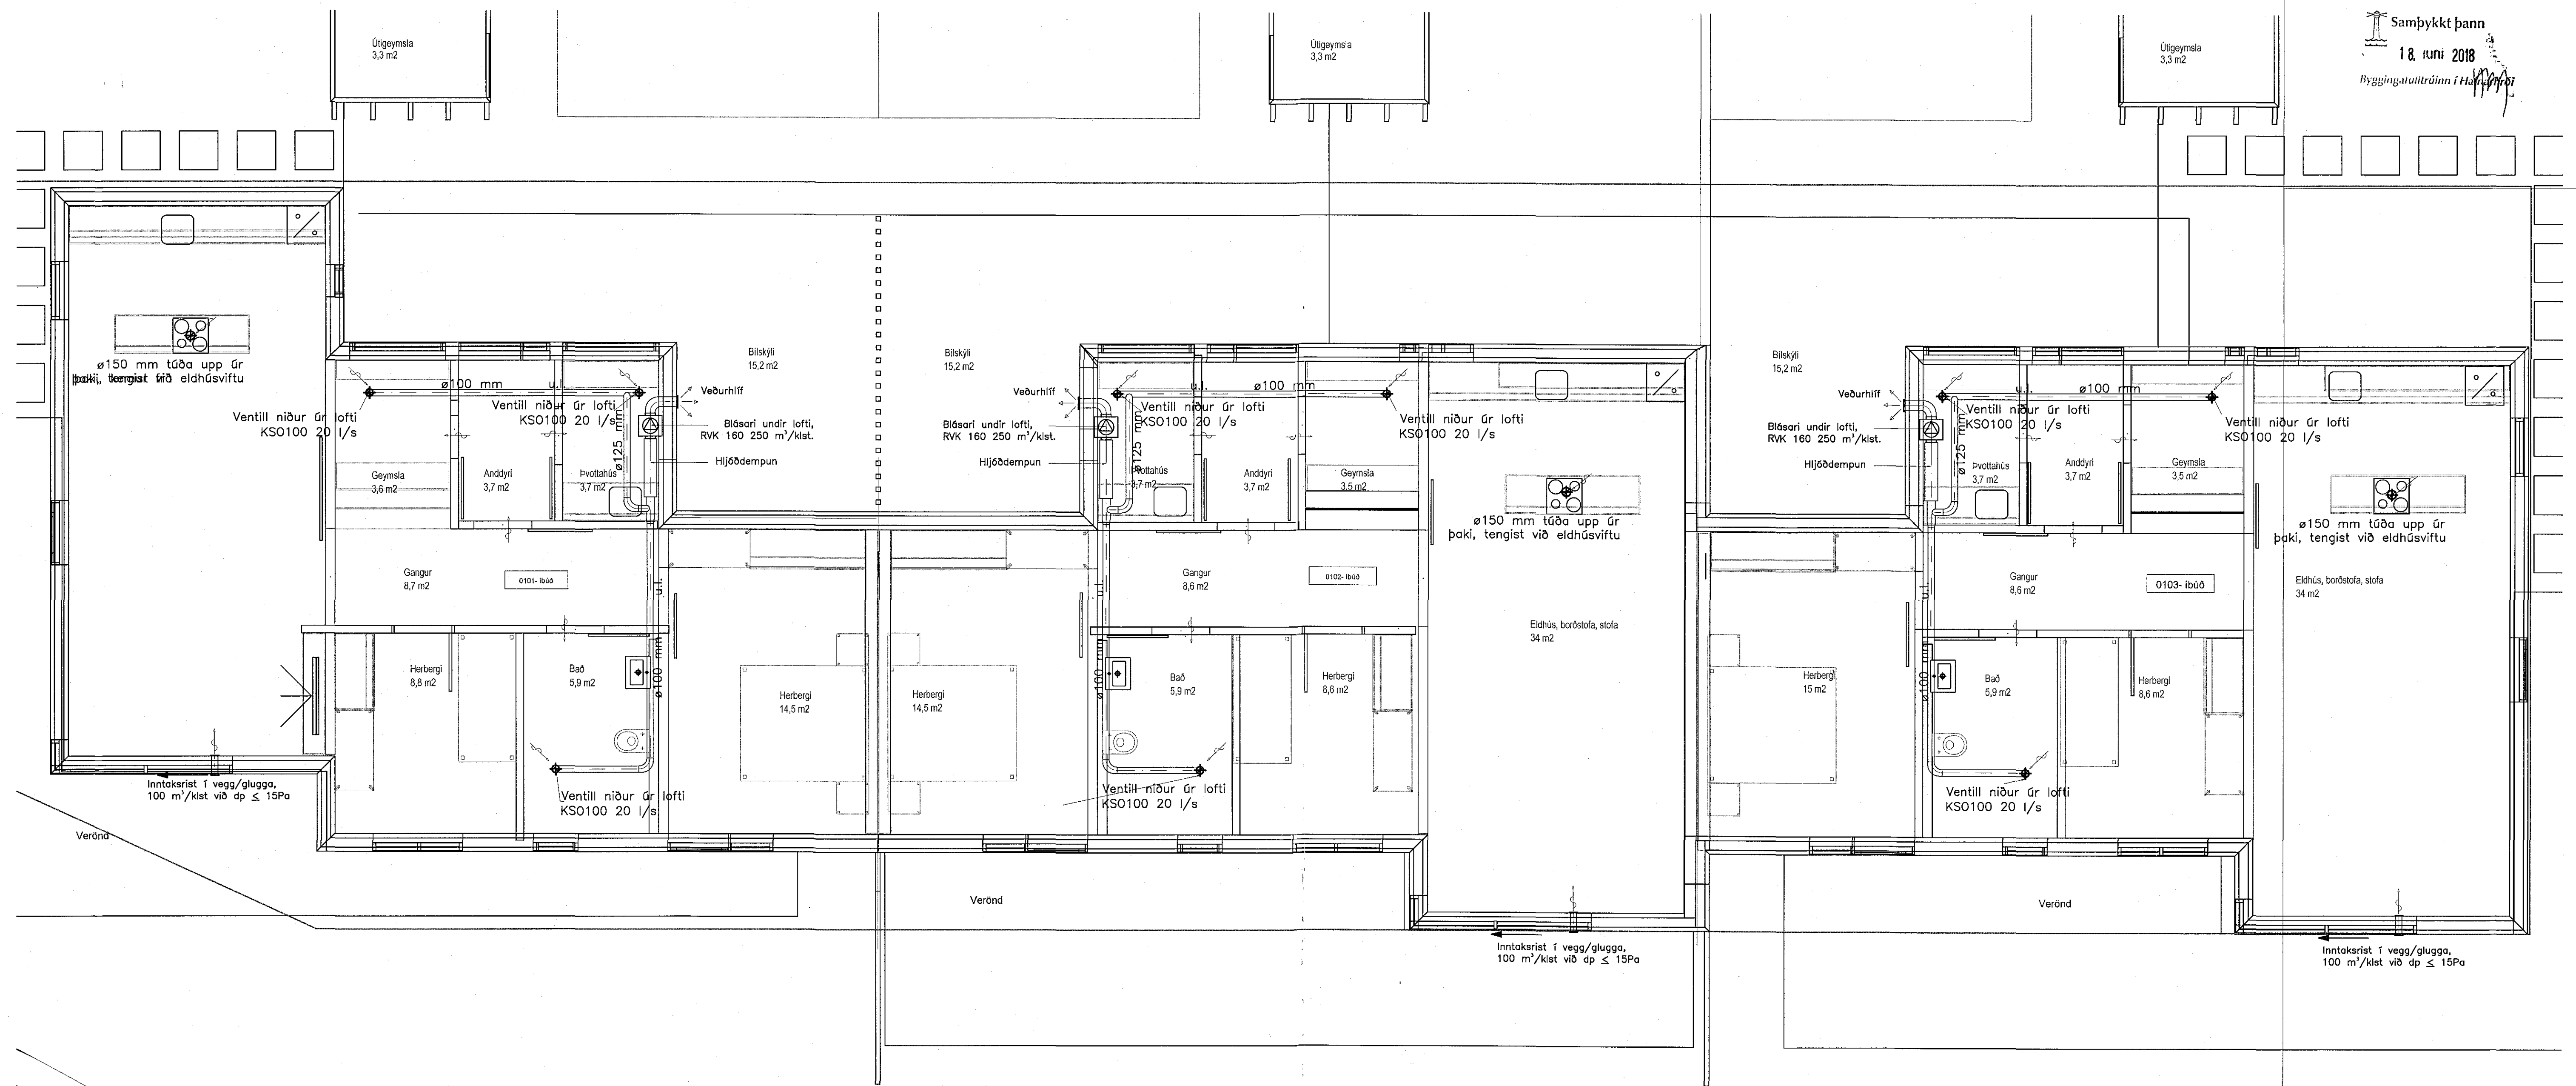 Samþykkt þann
18. júní 2018
Byggingafulltrúinn í Hafnarfirði
Útigeymsla
3,3 m2
Útigeymsla
3,3 m2
Útigeymsla
3,3 m2
ø150 mm túða upp úr
þaki, tengist við eldhúsviftu
ø100 mm
u.l.
Ventill niður úr lofti
KSO100 20 l/s
Ventill niður úr lofti
KSO100 20 l/s
ø125 mm
Veðurhlíf
Blásari undir lofti,
RVK 160 250 m³/klst.
Hljóðdempun
Bílskýli
15,2 m2
Geymsla
3,6 m2
Anddyri
3,7 m2
Þvottahús
3,7 m2
Gangur
8,7 m2
0101- íbúð
u.l.
ø100 mm
Herbergi
8,8 m2
Bað
5,9 m2
Herbergi
14,5 m2
Ventill niður úr lofti
KSO100 20 l/s
Inntaksrist í vegg/glugga,
100 m³/klst við dp ≤ 15Pa
Verönd
Bílskýli
15,2 m2
Veðurhlíf
Blásari undir lofti,
RVK 160 250 m³/klst.
Hljóðdempun
u.l.
ø100 mm
Ventill niður úr lofti
KSO100 20 l/s
Ventill niður úr lofti
KSO100 20 l/s
ø125 mm
Þvottahús
3,7 m2
Anddyri
3,7 m2
Geymsla
3,5 m2
ø150 mm túða upp úr
þaki, tengist við eldhúsviftu
Gangur
8,6 m2
0102- íbúð
Eldhús, borðstofa, stofa
34 m2
Herbergi
14,5 m2
ø100 mm
Bað
5,9 m2
Herbergi
8,6 m2
Ventill niður úr lofti
KSO100 20 l/s
Verönd
Inntaksrist í vegg/glugga,
100 m³/klst við dp ≤ 15Pa
Bílskýli
15,2 m2
Veðurhlíf
Blásari undir lofti,
RVK 160 250 m³/klst.
Hljóðdempun
u.l.
ø100 mm
Ventill niður úr lofti
KSO100 20 l/s
Ventill niður úr lofti
KSO100 20 l/s
ø125 mm
Þvottahús
3,7 m2
Anddyri
3,7 m2
Geymsla
3,5 m2
ø150 mm túða upp úr
þaki, tengist við eldhúsviftu
Gangur
8,6 m2
0103- íbúð
Eldhús, borðstofa, stofa
34 m2
Herbergi
15 m2
ø100 mm
Bað
5,9 m2
Herbergi
8,6 m2
Ventill niður úr lofti
KSO100 20 l/s
Verönd
Inntaksrist í vegg/glugga,
100 m³/klst við dp ≤ 15Pa